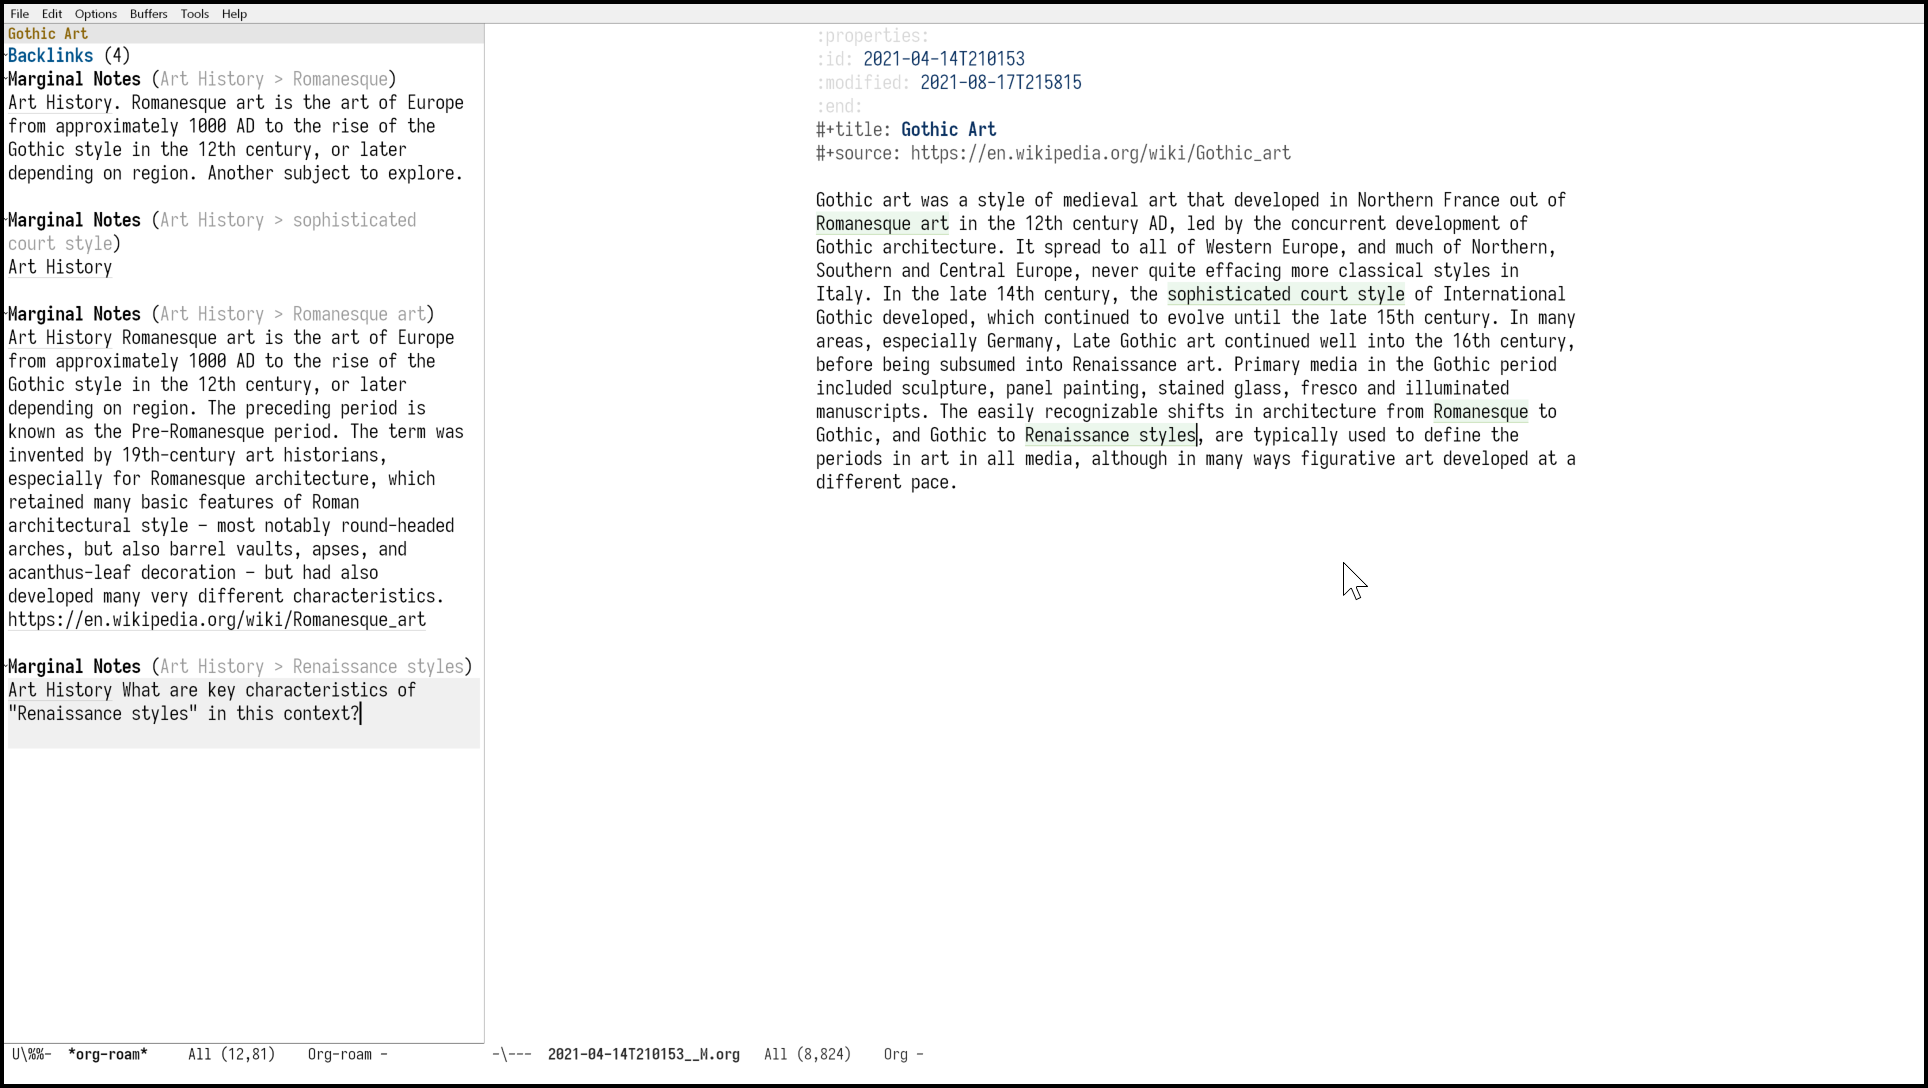 File Edit Options Buffers Tools Help
Gothic Art
Backlinks (4)
Marginal Notes (Art History > Romanesque)
Art History. Romanesque art is the art of Europe
from approximately 1000 AD to the rise of the
Gothic style in the 12th century, or later
depending on region. Another subject to explore.
Marginal Notes (Art History > sophisticated
court style)
Art History
Marginal Notes (Art History > Romanesque art)
Art History Romanesque art is the art of Europe
from approximately 1000 AD to the rise of the
Gothic style in the 12th century, or later
depending on region. The preceding period is
known as the Pre-Romanesque period. The term was
invented by 19th-century art historians,
especially for Romanesque architecture, which
retained many basic features of Roman
architectural style – most notably round-headed
arches, but also barrel vaults, apses, and
acanthus-leaf decoration – but had also
developed many very different characteristics.
https://en.wikipedia.org/wiki/Romanesque_art
Marginal Notes (Art History > Renaissance styles)
Art History What are key characteristics of
"Renaissance styles" in this context?
U\%%- *org-roam* All (12,81) Org-roam -
:properties:
:id: 2021-04-14T210153
:modified: 2021-08-17T215815
:end:
#+title: Gothic Art
#+source: https://en.wikipedia.org/wiki/Gothic_art
Gothic art was a style of medieval art that developed in Northern France out of
Romanesque art in the 12th century AD, led by the concurrent development of
Gothic architecture. It spread to all of Western Europe, and much of Northern,
Southern and Central Europe, never quite effacing more classical styles in
Italy. In the late 14th century, the sophisticated court style of International
Gothic developed, which continued to evolve until the late 15th century. In many
areas, especially Germany, Late Gothic art continued well into the 16th century,
before being subsumed into Renaissance art. Primary media in the Gothic period
included sculpture, panel painting, stained glass, fresco and illuminated
manuscripts. The easily recognizable shifts in architecture from Romanesque to
Gothic, and Gothic to Renaissance styles, are typically used to define the
periods in art in all media, although in many ways figurative art developed at a
different pace.
-\--- 2021-04-14T210153__M.org All (8,824) Org -